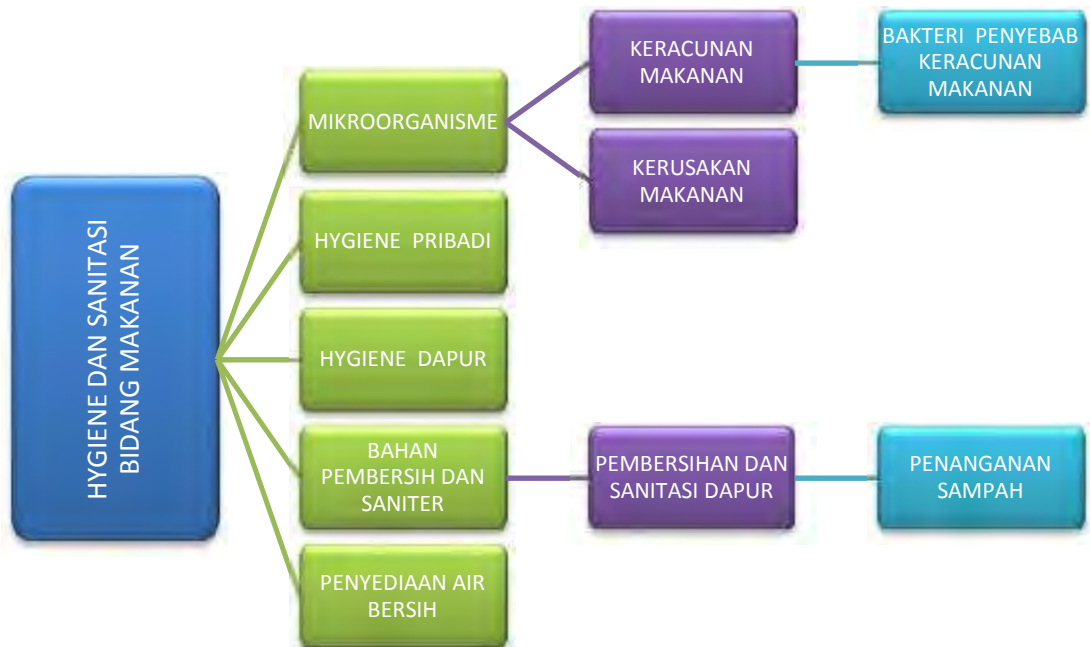 HYGIENE DAN SANITASI
BIDANG MAKANAN
MIKROORGANISME
KERACUNAN
MAKANAN
BAKTERI PENYEBAB
KERACUNAN
MAKANAN
KERUSAKAN
MAKANAN
HYGIENE PRIBADI
HYGIENE DAPUR
BAHAN
PEMBERSIH DAN
SANITER
PEMBERSIHAN DAN
SANITASI DAPUR
PENANGANAN
SAMPAH
PENYEDIAAN AIR
BERSIH